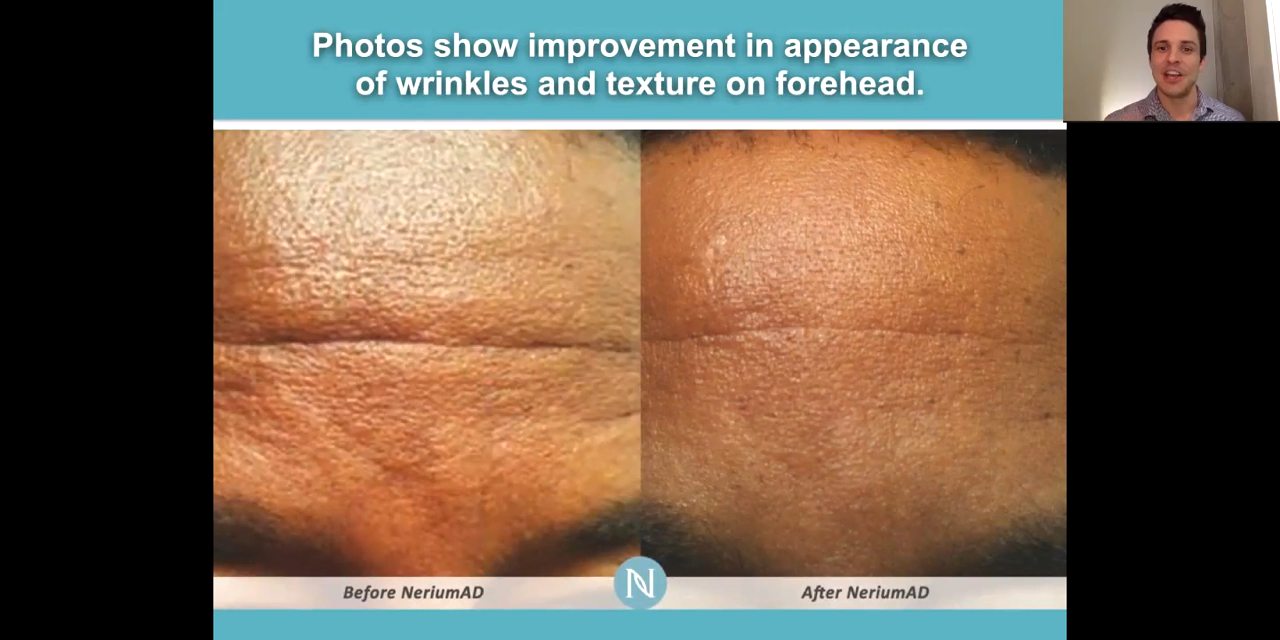 Photos show improvement in appearance
of wrinkles and texture on forehead.
Before NeriumAD
N
After NeriumAD